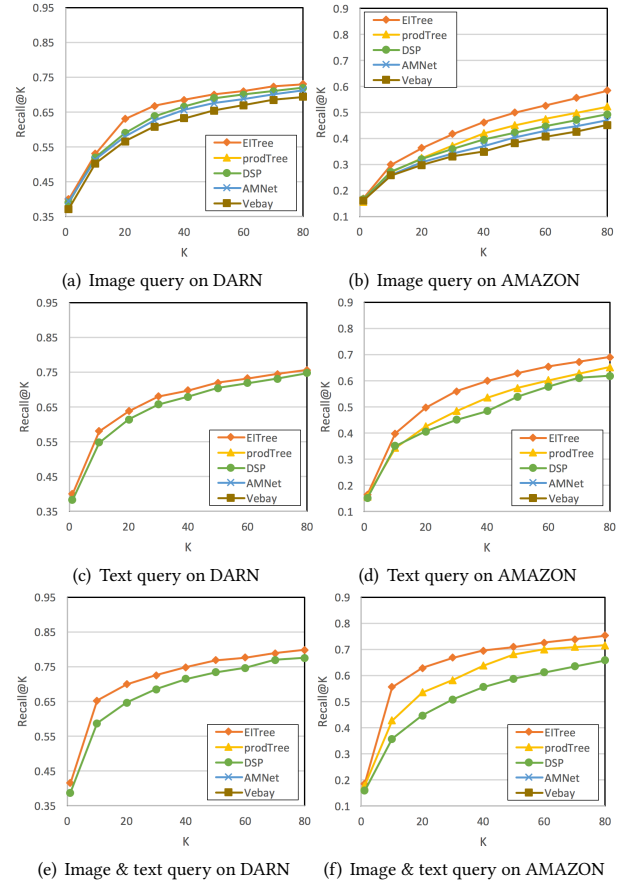 0.95
0.85
0.75
0.65
0.55
0.45
0.35
Recall@K
0
20
40
60
80
K
EITree
prodTree
DSP
AMNet
Vebay
(a) Image query on DARN
0.9
0.8
0.7
0.6
0.5
0.4
0.3
0.2
0.1
Recall@K
0
20
40
60
80
K
EITree
prodTree
DSP
AMNet
Vebay
(b) Image query on AMAZON
0.95
0.85
0.75
0.65
0.55
0.45
0.35
Recall@K
0
20
40
60
80
K
EITree
prodTree
DSP
AMNet
Vebay
(c) Text query on DARN
0.9
0.8
0.7
0.6
0.5
0.4
0.3
0.2
0.1
Recall@K
0
20
40
60
80
K
EITree
prodTree
DSP
AMNet
Vebay
(d) Text query on AMAZON
0.95
0.85
0.75
0.65
0.55
0.45
0.35
Recall@K
0
20
40
60
80
K
EITree
prodTree
DSP
AMNet
Vebay
(e) Image & text query on DARN
0.9
0.8
0.7
0.6
0.5
0.4
0.3
0.2
0.1
Recall@K
0
20
40
60
80
K
EITree
prodTree
DSP
AMNet
Vebay
(f) Image & text query on AMAZON